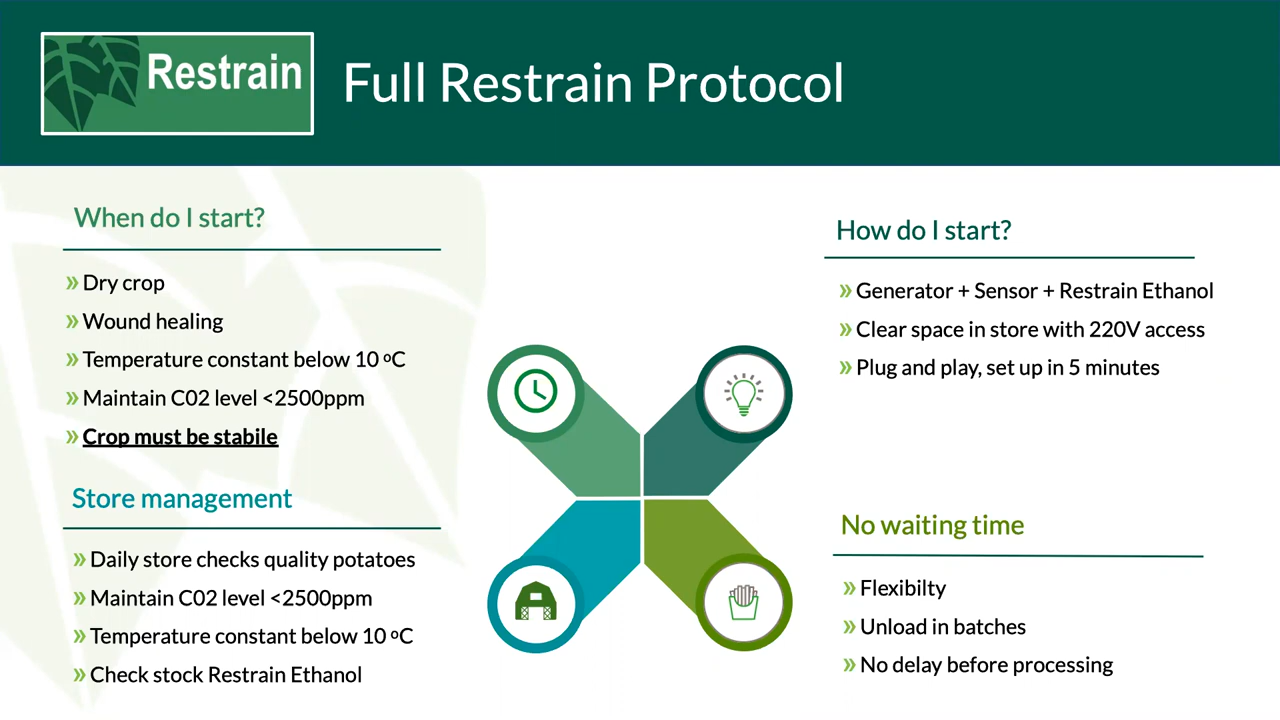 Restrain
Full Restrain Protocol
When do I start?
» Dry crop
» Wound healing
» Temperature constant below 10 ºC
» Maintain C02 level <2500ppm
» Crop must be stabile
Store management
» Daily store checks quality potatoes
» Maintain C02 level <2500ppm
» Temperature constant below 10 ºC
» Check stock Restrain Ethanol
How do I start?
» Generator + Sensor + Restrain Ethanol
» Clear space in store with 220V access
» Plug and play, set up in 5 minutes
No waiting time
» Flexibilty
» Unload in batches
» No delay before processing